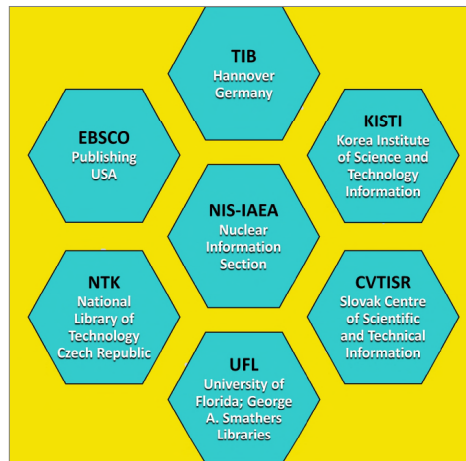 TIB
Hannover
Germany
EBSCO
Publishing
USA
KISTI
Korea Institute
of Science and
Technology
Information
NIS-IAEA
Nuclear
Information
Section
NTK
National
Library of
Technology
Czech Republic
CVTISR
Slovak Centre
of Scientific
and Technical
Information
UFL
University of
Florida; George
A. Smathers
Libraries